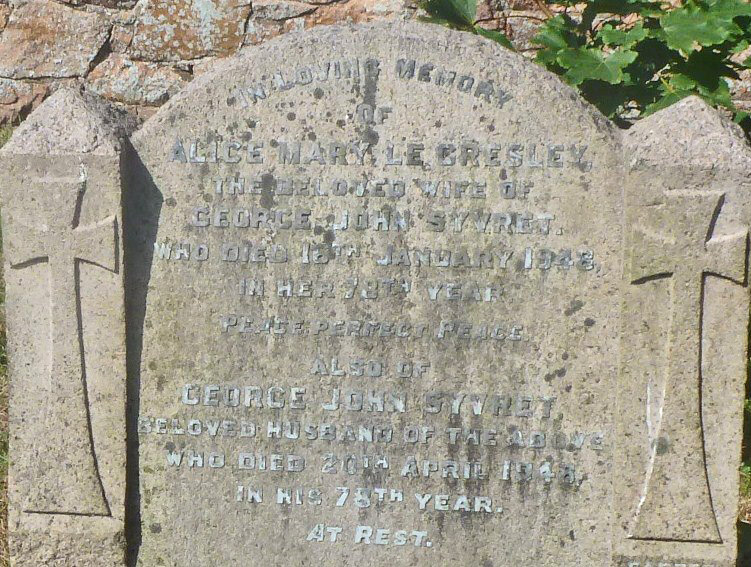 IN LOVING MEMORY
OF
ALICE MARY LE GRESLEY,
THE BELOVED WIFE OF
GEORGE JOHN SYVRET.
WHO DIED 18TH JANUARY 1948,
IN HER 78TH YEAR
PEACE, PERFECT PEACE.
ALSO OF
GEORGE JOHN SYVRET
BELOVED HUSBAND OF THE ABOVE
WHO DIED 20TH APRIL 1948,
IN HIS 78TH YEAR.
AT REST.